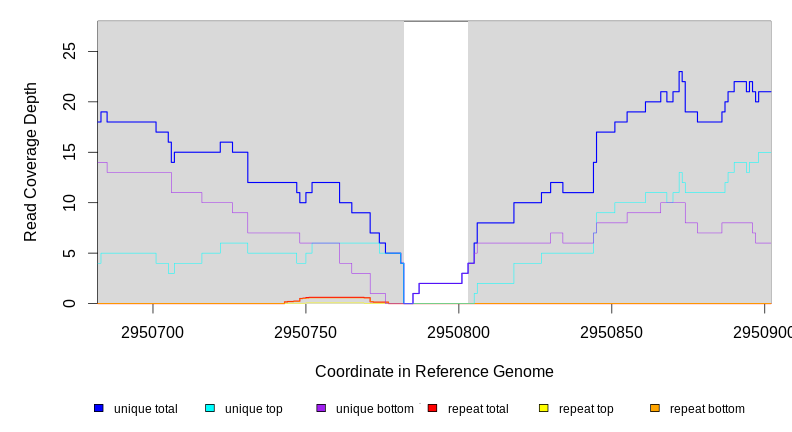 25
20
15
10
5
0
Read Coverage Depth
2950700 2950750 2950800 2950850 2950900
Coordinate in Reference Genome
unique total unique top unique bottom repeat total repeat top repeat bottom